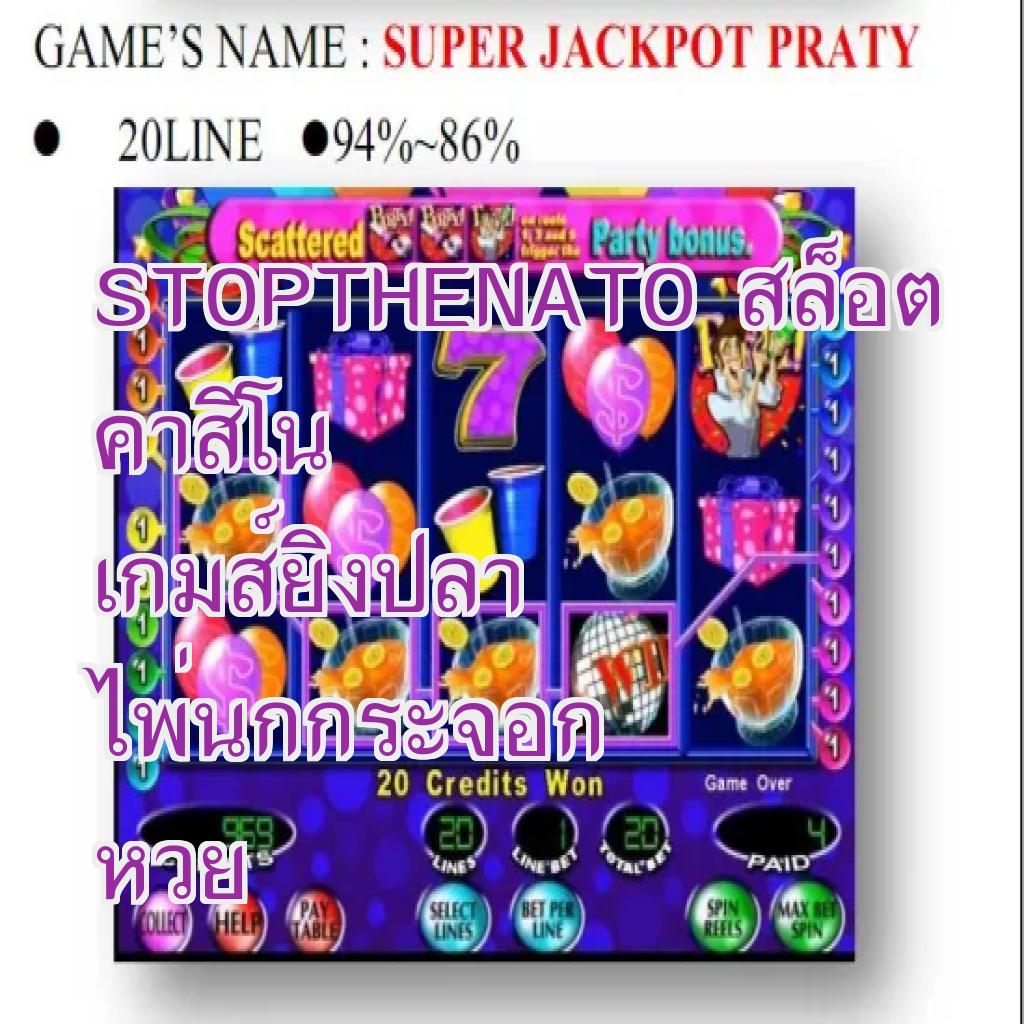 GAME'S NAME : SUPER JACKPOT PRATY
● 20LINE ●94%~86%
Scattered Party bonus.
trigger the
STOPTHENATO สล็อต
คาสิโน
เกมส์ยิงปลา
ไพ่นกกระจอก
หวย
20 Credits Won
Game Over
969
20
1
20
4
LINES
LINE BET
TOTAL BET
PAID
COLLECT
HELP
PAY TABLE
SELECT LINES
BET PER LINE
SPIN REELS
MAX BET SPIN